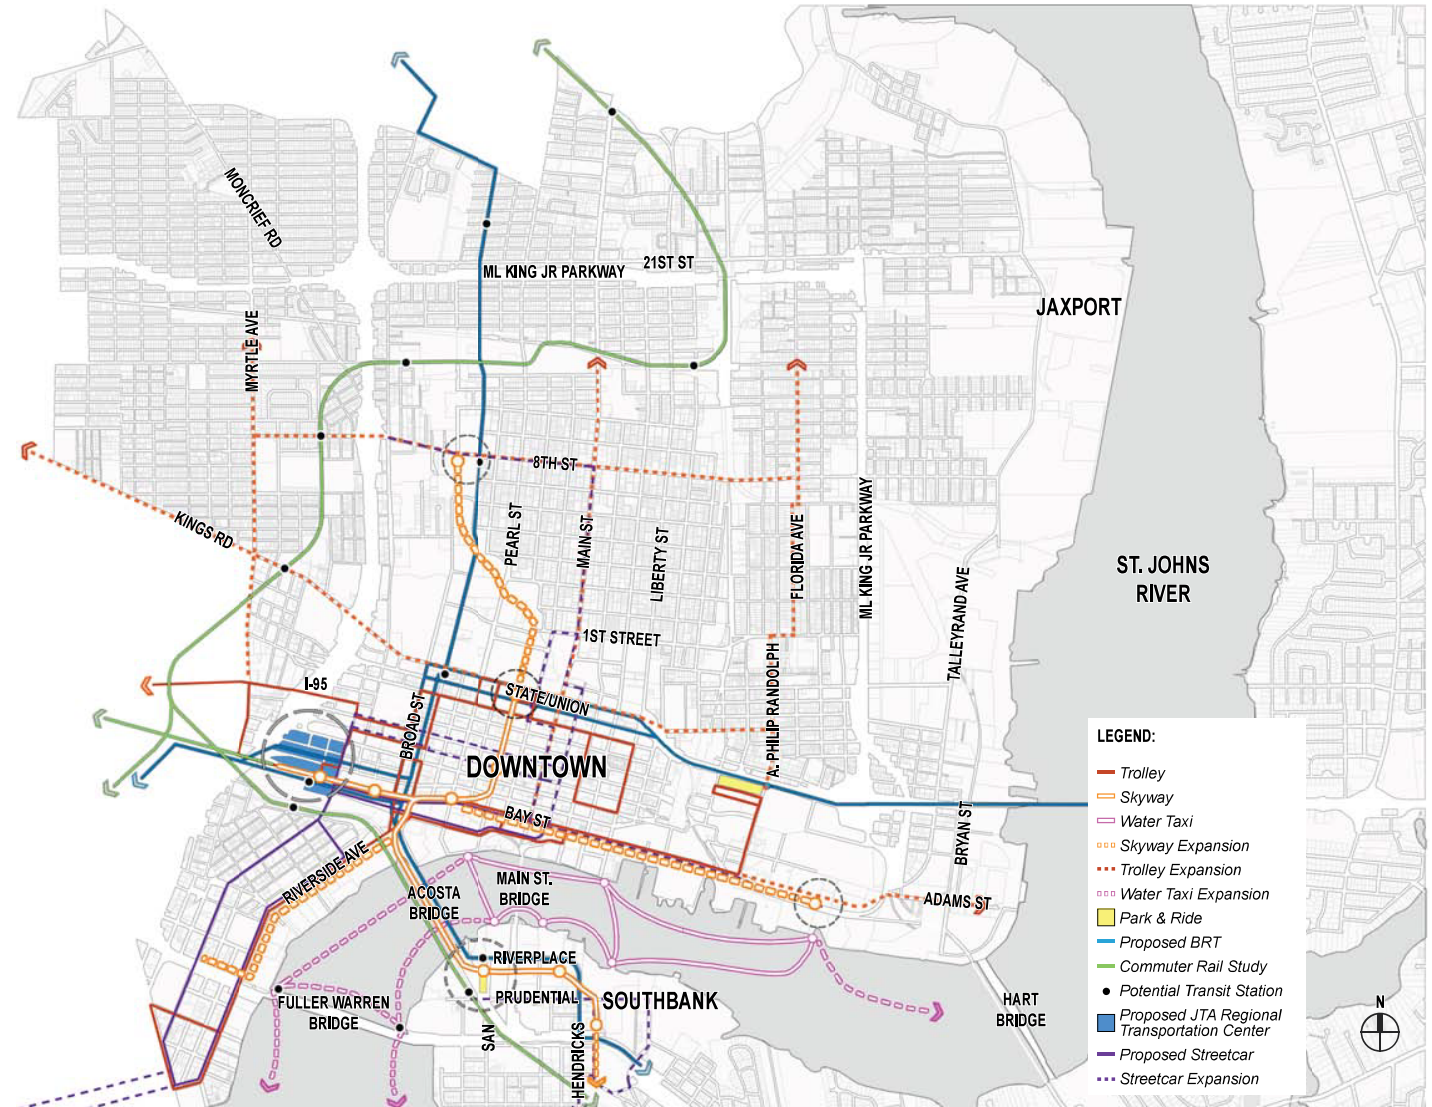 MONCRIEF RD
ML KING JR PARKWAY
21ST ST
JAXPORT
MYRTLE AVE
8TH ST
KINGS RD
PEARL ST
MAIN ST
LIBERTY ST
FLORIDA AVE
ML KING JR PARKWAY
TALLEYRAND AVE
ST. JOHNS
RIVER
1ST STREET
I-95
STATE/UNION
BROAD ST
A. PHILIP RANDOLPH
DOWNTOWN
BAY ST
BRYAN ST
RIVERSIDE AVE
ACOSTA
BRIDGE
MAIN ST.
BRIDGE
ADAMS ST
RIVERPLACE
PRUDENTIAL
SOUTHBANK
FULLER WARREN
BRIDGE
SAN
HENDRICKS
HART
BRIDGE
LEGEND:
Trolley
Skyway
Water Taxi
Skyway Expansion
Trolley Expansion
Water Taxi Expansion
Park & Ride
Proposed BRT
Commuter Rail Study
Potential Transit Station
Proposed JTA Regional
Transportation Center
Proposed Streetcar
Streetcar Expansion
N